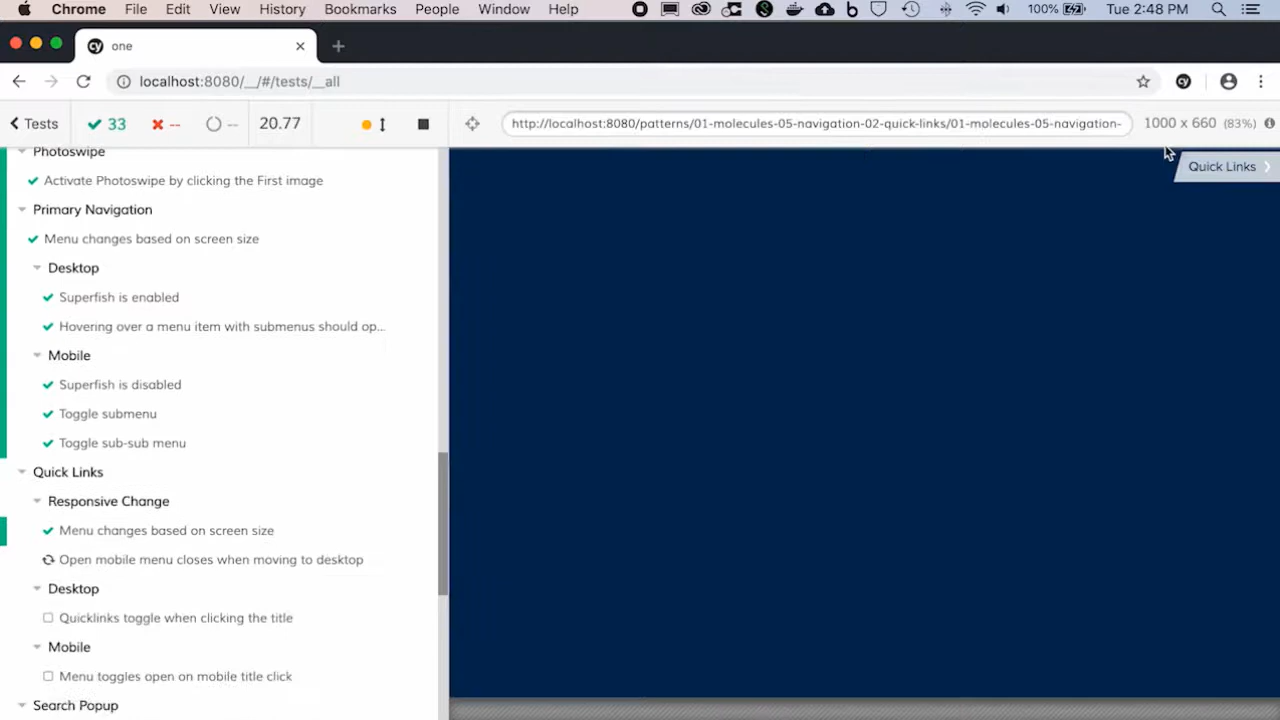 Chrome File Edit View History Bookmarks People Window Help 100% Tue 2:48 PM
cy one
localhost:8080/__/#/tests/__all cy
Tests 33 -- -- 20.77 http://localhost:8080/patterns/01-molecules-05-navigation-02-quick-links/01-molecules-05-navigation- 1000 x 660 (83%)
Photoswipe
Quick Links
Activate Photoswipe by clicking the First image
Primary Navigation
Menu changes based on screen size
Desktop
Superfish is enabled
Hovering over a menu item with submenus should op...
Mobile
Superfish is disabled
Toggle submenu
Toggle sub-sub menu
Quick Links
Responsive Change
Menu changes based on screen size
Open mobile menu closes when moving to desktop
Desktop
Quicklinks toggle when clicking the title
Mobile
Menu toggles open on mobile title click
Search Popup